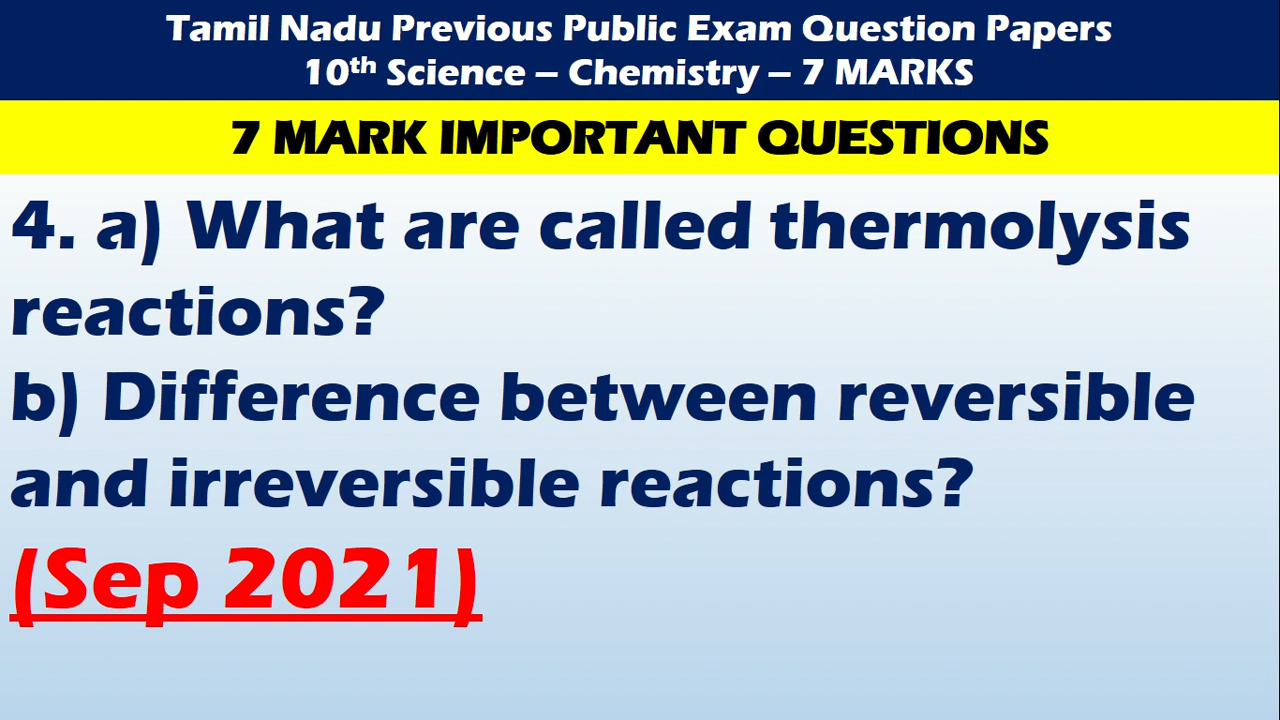 Tamil Nadu Previous Public Exam Question Papers
10th Science – Chemistry – 7 MARKS
7 MARK IMPORTANT QUESTIONS
4. a) What are called thermolysis
reactions?
b) Difference between reversible
and irreversible reactions?
(Sep 2021)